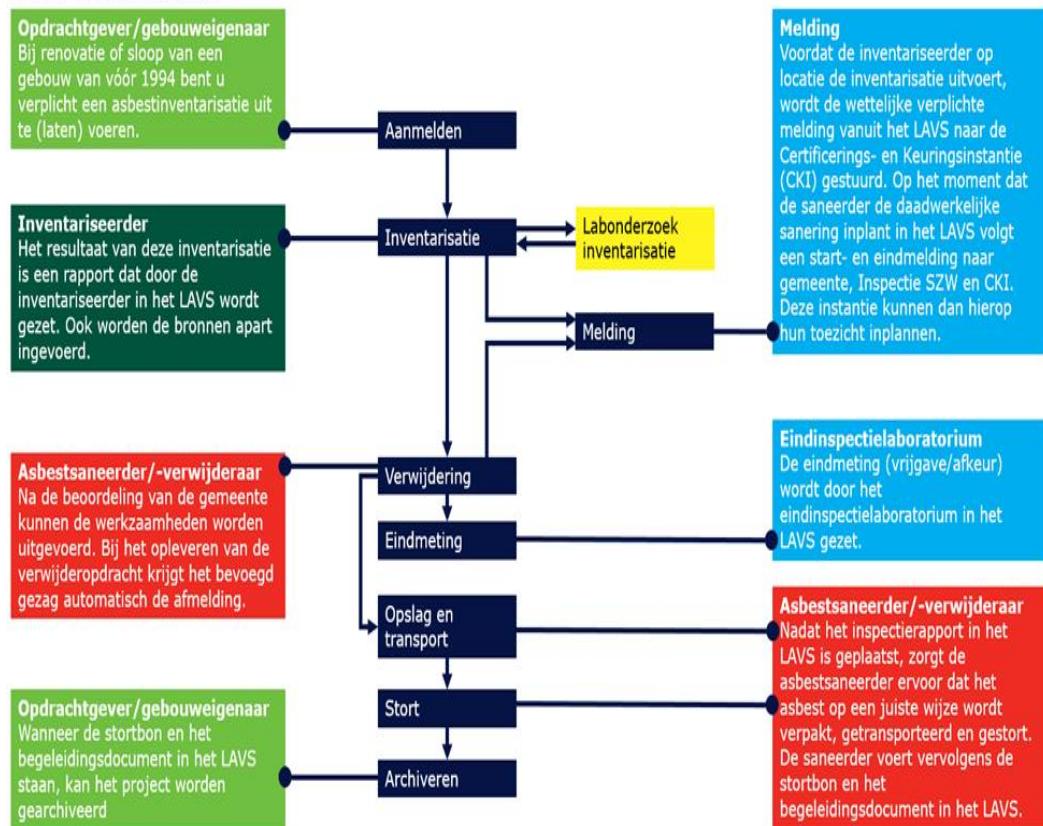 Opdrachtgever/gebouweigenaar
Bij renovatie of sloop van een
gebouw van vóór 1994 bent u
verplicht een asbestinventarisatie uit
te (laten) voeren.
Aanmelden
Melding
Voordat de inventariseerder op
locatie de inventarisatie uitvoert,
wordt de wettelijke verplichte
melding vanuit het LAVS naar de
Certificerings- en Keuringsinstantie
(CKI) gestuurd. Op het moment dat
de saneerder de daadwerkelijke
sanering inplant in het LAVS volgt
een start- en eindmelding naar
gemeente, Inspectie SZW en CKI.
Deze instantie kunnen dan hierop
hun toezicht inplannen.
Inventariseerder
Het resultaat van deze inventarisatie
is een rapport dat door de
inventariseerder in het LAVS wordt
gezet. Ook worden de bronnen apart
ingevoerd.
Inventarisatie
Labonderzoek
inventarisatie
Melding
Asbestsaneerder/-verwijderaar
Na de beoordeling van de gemeente
kunnen de werkzaamheden worden
uitgevoerd. Bij het opleveren van de
verwijderopdracht krijgt het bevoegd
gezag automatisch de afmelding.
Verwijdering
Eindmeting
Eindinspectielaboratorium
De eindmeting (vrijgave/afkeur)
wordt door het
eindinspectielaboratorium in het
LAVS gezet.
Opslag en
transport
Stort
Asbestsaneerder/-verwijderaar
Nadat het inspectierapport in het
LAVS is geplaatst, zorgt de
asbestsaneerder ervoor dat het
asbest op een juiste wijze wordt
verpakt, getransporteerd en gestort.
De saneerder voert vervolgens de
stortbon en het
begeleidingsdocument in het LAVS.
Opdrachtgever/gebouweigenaar
Wanneer de stortbon en het
begeleidingsdocument in het LAVS
staan, kan het project worden
gearchiveerd
Archiveren